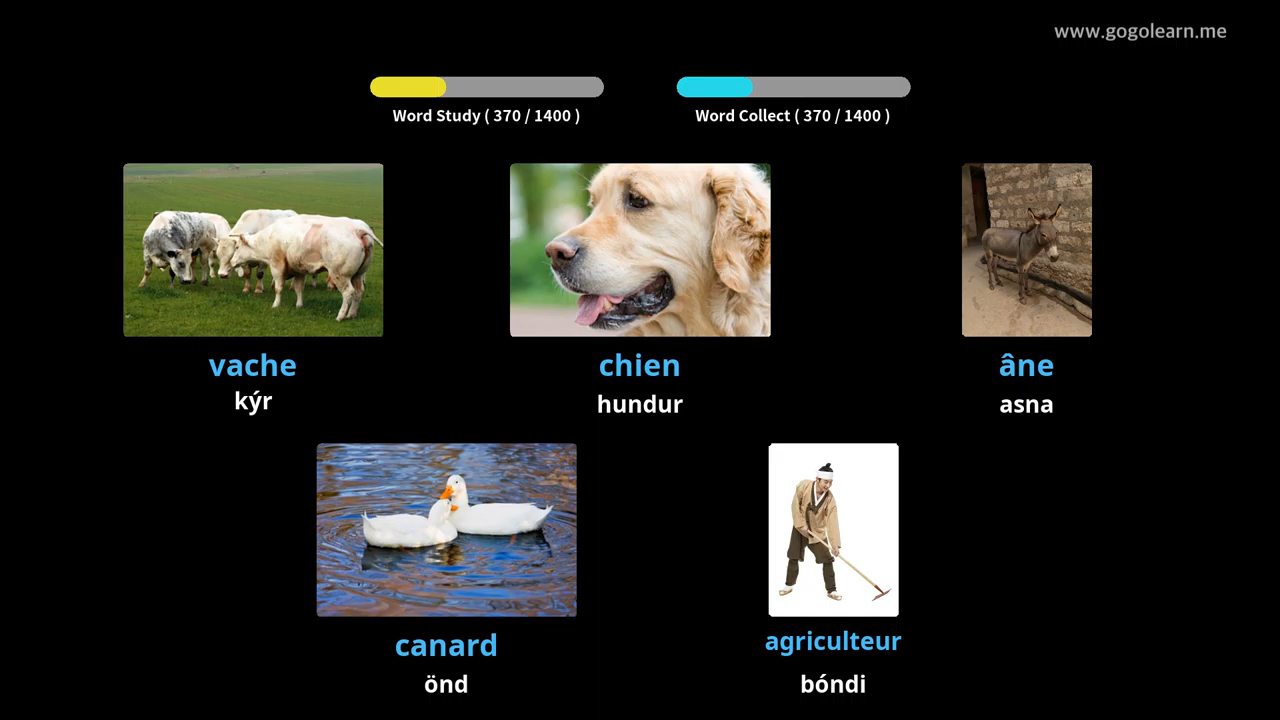 www.gogolearn.me
Word Study ( 370 / 1400 )
Word Collect ( 370 / 1400 )
vache
kýr
chien
hundur
âne
asna
canard
önd
agriculteur
bóndi